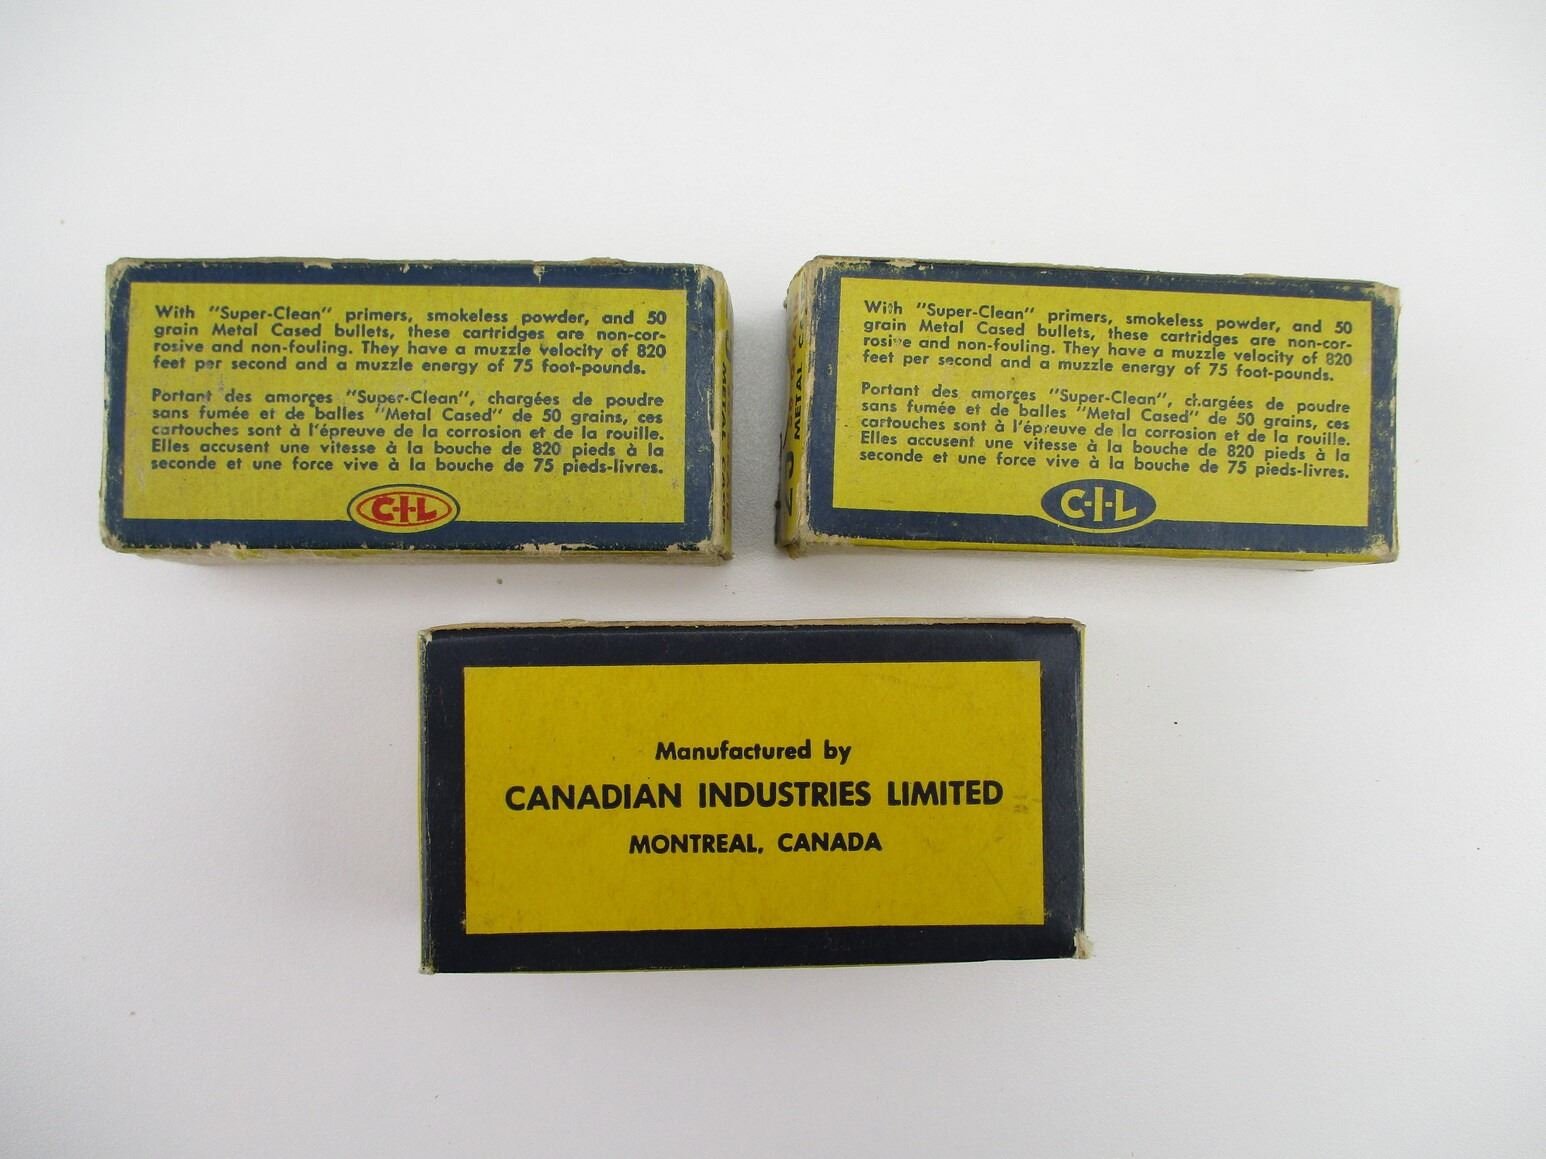 With "Super-Clean" primers, smokeless powder, and 50
grain Metal Cased bullets, these cartridges are non-cor-
rosive and non-fouling. They have a muzzle velocity of 820
feet per second and a muzzle energy of 75 foot-pounds.
Portant des amorçes "Super-Clean", chargées de poudre
sans fumée et de balles "Metal Cased" de 50 grains, ces
cartouches sont à l'épreuve de la corrosion et de la rouille.
Elles accusent une vitesse à la bouche de 820 pieds à la
seconde et une force vive à la bouche de 75 pieds-livres.
C-I-L
METAL CASED
METAL C
25
With "Super-Clean" primers, smokeless powder, and 50
grain Metal Cased bullets, these cartridges are non-cor-
rosive and non-fouling. They have a muzzle velocity of 820
feet per second and a muzzle energy of 75 foot-pounds.
Portant des amorçes "Super-Clean", chargées de poudre
sans fumée et de balles "Metal Cased" de 50 grains, ces
cartouches sont à l'épreuve de la corrosion et de la rouille.
Elles accusent une vitesse à la bouche de 820 pieds à la
seconde et une force vive à la bouche de 75 pieds-livres.
C-I-L
Manufactured by
CANADIAN INDUSTRIES LIMITED
MONTREAL, CANADA